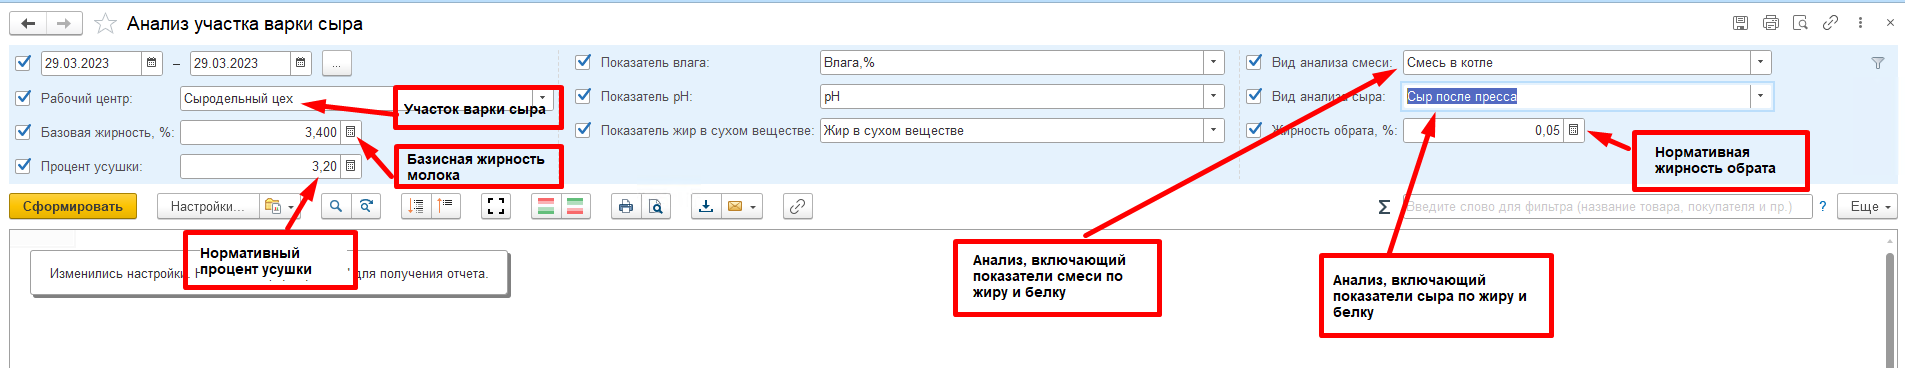 Анализ участка варки сыра
29.03.2023 – 29.03.2023 ...
Показатель влага: Влага,%
Вид анализа смеси: Смесь в котле
Рабочий центр: Сыродельный цех
Участок варки сыра
Показатель pH: pH
Вид анализа сыра: Сыр после пресса
Базовая жирность, %: 3,400
Показатель жир в сухом веществе: Жир в сухом веществе
Жирность обрата, %: 0,05
Процент усушки: 3,20
Базисная жирность
молока
Нормативная
жирность обрата
Сформировать Настройки... Σ Введите слово для фильтра (название товара, покупателя и пр.) ? Еще
Нормативный
процент усушки
Изменились настройки. для получения отчета.
Анализ, включающий
показатели смеси по
жиру и белку
Анализ, включающий
показатели сыра по жиру и
белку